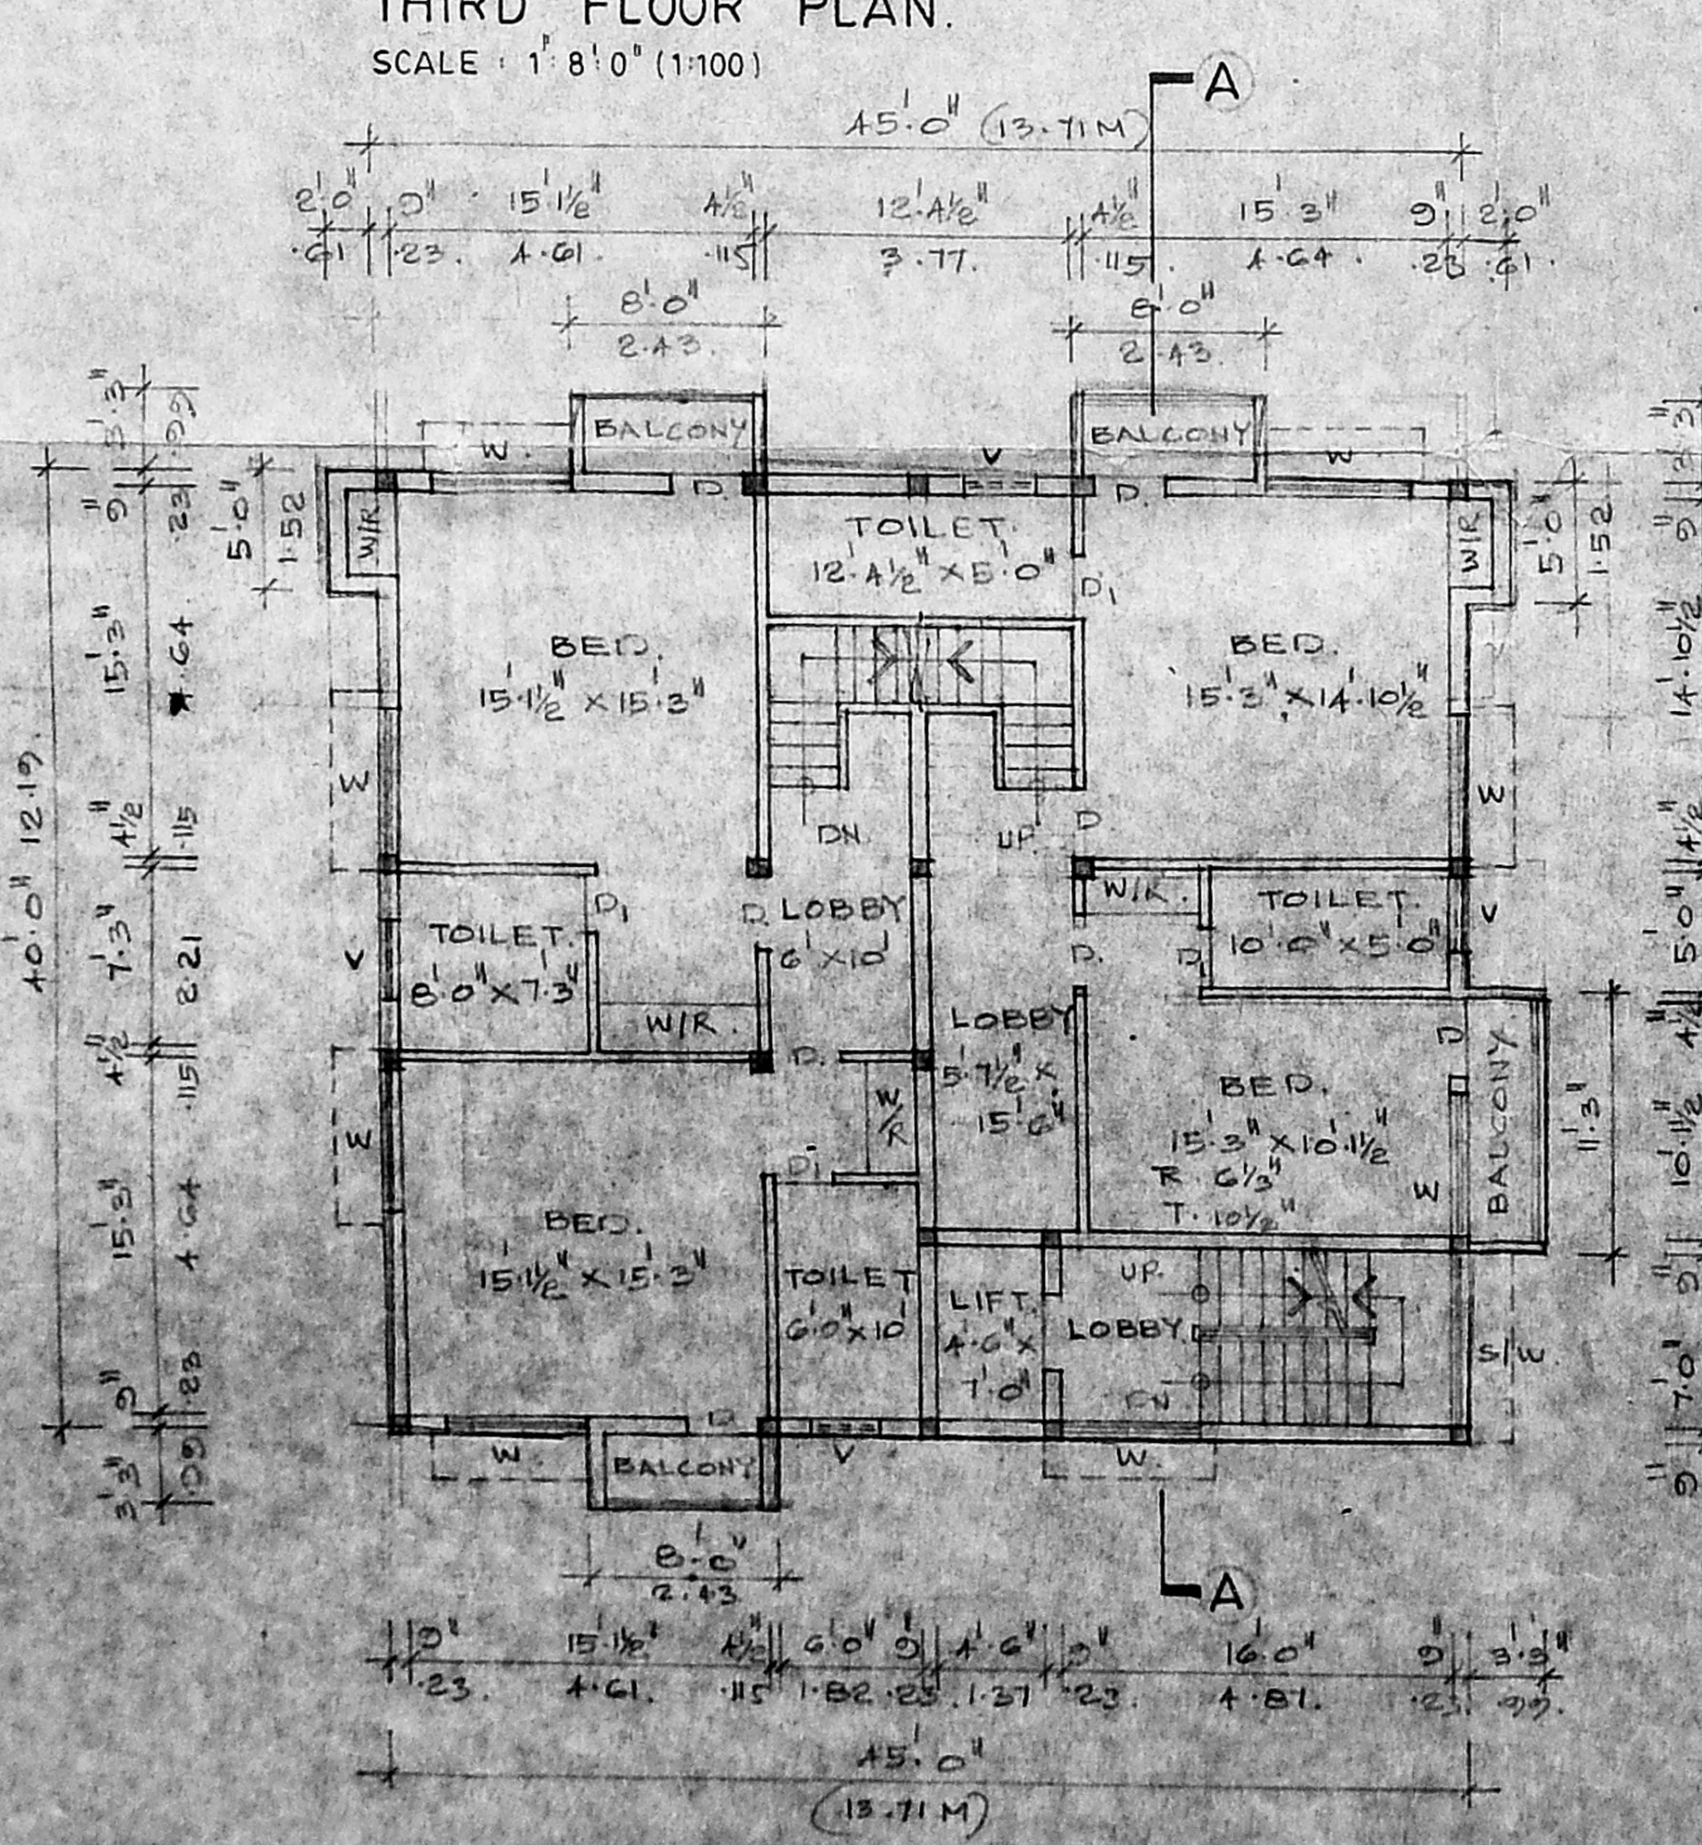 THIRD FLOOR PLAN.
SCALE : 1" 8'.0" (1:100)
A
45'.0" (13.71M)
2'.0" 9" 15'.1½" 4½" 12'.4½" 4½" 15'.3" 9" 2'.0"
.61 .23. 4.61. .115 3.77. .115. 4.64. .23 .61.
8'.0" 8'.0"
2.43. 2.43.
BALCONY BALCONY
W. V W
D. D.
W/R W/R
TOILET.
12'.4½" x 5'.0"
D1
BED. BED.
15'.1½" x 15'.3" 15'.3" x 14'.10½
W W
DN. UP. D
W/R.
D1 D. LOBBY TOILET.
TOILET. 6' x 10' 10'.0" x 5'.0" V
V 8'.0" x 7'.3" D. D1
W/R. LOBBY D
D. 5'.7½" x
15'.6"
W/R
BED.
15'.3" x 10'.1½"
R. 6⅓"
T. 10½"
W BALCONY
W
D1
BED.
15'.1½" x 15'.3"
TOILET
6'.0" x 10'
LIFT.
4'.6" x
7'.0"
UP.
LOBBY.
DN.
S/W.
D
W. BALCONY V W.
8'.0"
2.43
A
9" 15'.1½" 4½" 6'.0" 9" 4'.6" 9" 16'.0" 9" 3'.3"
.23. 4.61. .115 1.82 .23 .1.37 .23. 4.87. .23. .99.
45'.0"
(13.71 M)
40'.0" 12.19.
3'.3" .99
9" .23
15'.3" .64
4½" .115
7'.3" 2.21
4½" .115
15'.3" 4.64
9" .23
3'.3"
5'.0" 1.52
5'.0" 1.52
11'.3"
9"
14'.10½
4½"
5'.0"
4½"
10'.1½"
9"
7'.0"
9"